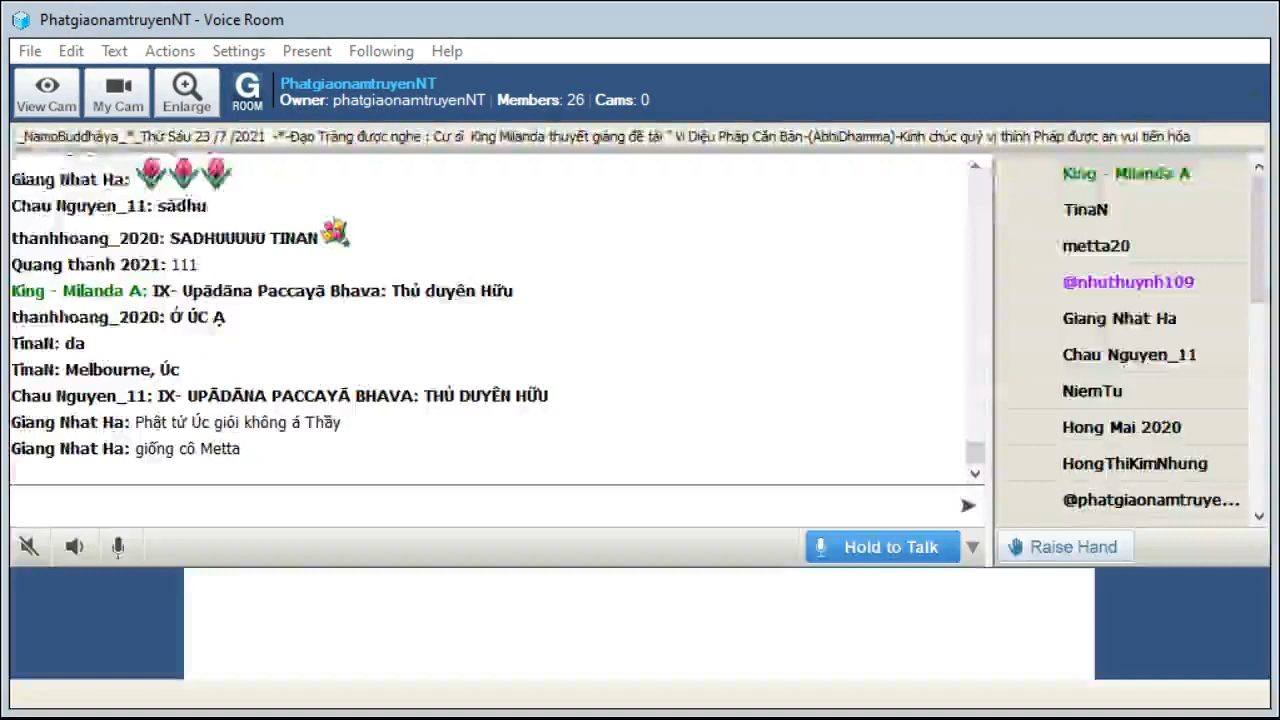 PhatgiaonamtruyenNT - Voice Room
File Edit Text Actions Settings Present Following Help
View Cam My Cam Enlarge G ROOM
PhatgiaonamtruyenNT
Owner: phatgiaonamtruyenNT | Members: 26 | Cams: 0
_NamoBuddhaya_*_Thứ Sáu 23 /7 /2021 -*-Đạo Tràng được nghe : Cư sĩ King Milanda thuyết giảng đề tài " Vi Diệu Pháp Căn Bản-(AbhiDhamma)-Kính chúc quý vị thính Pháp được an vui tiến hóa
Giang Nhat Ha:
Chau Nguyen_11: sādhu
thanhhoang_2020: SADHUUUUU TINAN
Quang thanh 2021: 111
King - Milanda A: IX- Upādāna Paccayā Bhava: Thủ duyên Hữu
thanhhoang_2020: Ở ÚC Ạ
TinaN: da
TinaN: Melbourne, Úc
Chau Nguyen_11: IX- UPĀDĀNA PACCAYĀ BHAVA: THỦ DUYÊN HỮU
Giang Nhat Ha: Phật tử Úc giỏi không á Thầy
Giang Nhat Ha: giống cô Metta
King - Milanda A
TinaN
metta20
@nhuthuynh109
Giang Nhat Ha
Chau Nguyen_11
NiemTu
Hong Mai 2020
HongThiKimNhung
@phatgiaonamtruye...
Hold to Talk
Raise Hand